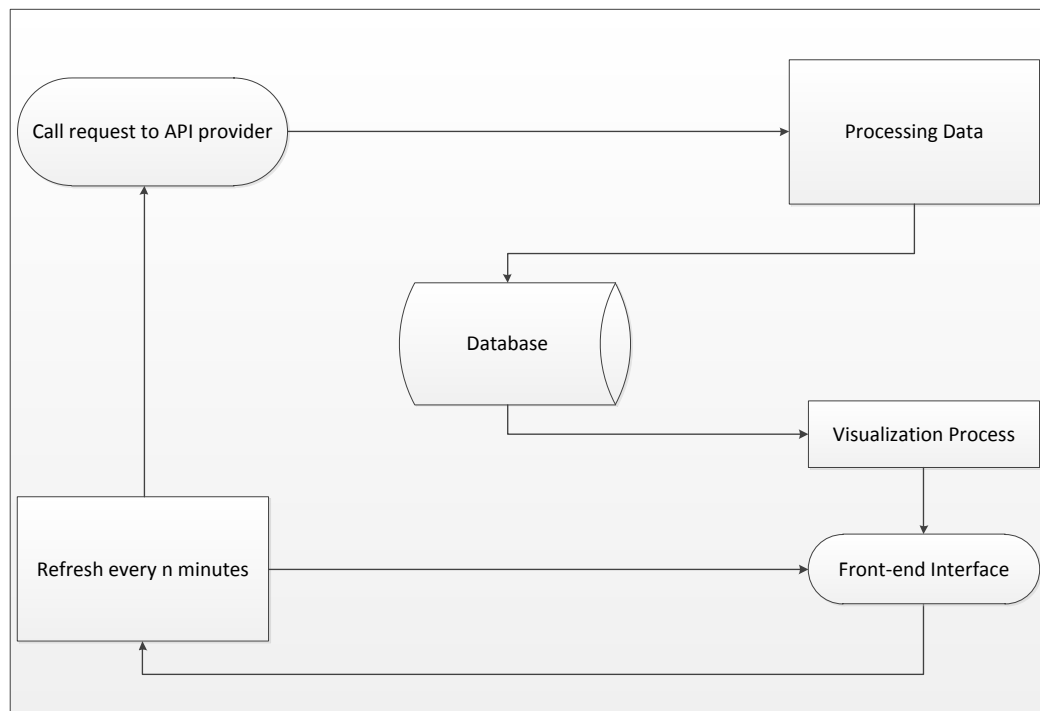 Call request to API provider
Processing Data
Database
Visualization Process
Refresh every n minutes
Front-end Interface